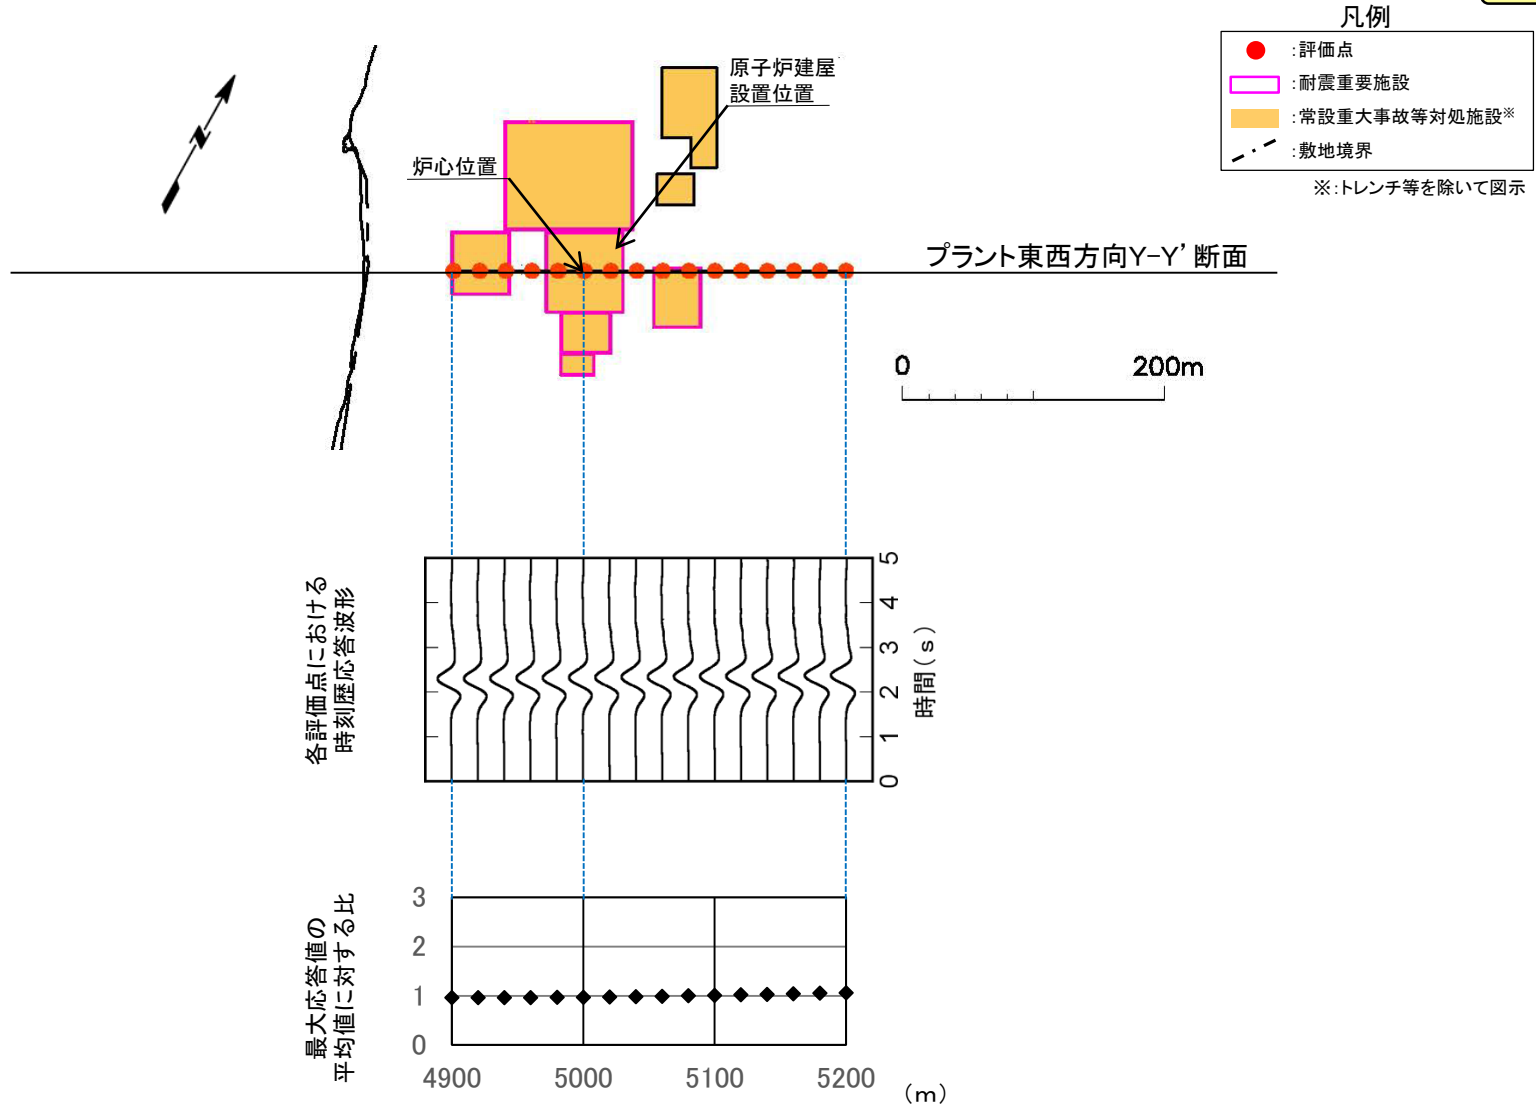 凡例
:評価点
:耐震重要施設
:常設重大事故等対処施設※
:敷地境界
※:トレンチ等を除いて図示
原子炉建屋
設置位置
炉心位置
プラント東西方向Y-Y’断面
0 200m
各評価点における
時刻歴応答波形
5
4
3
2
1
0
時間(s)
最大応答値の
平均値に対する比
3
2
1
0
4900 5000 5100 5200 (m)